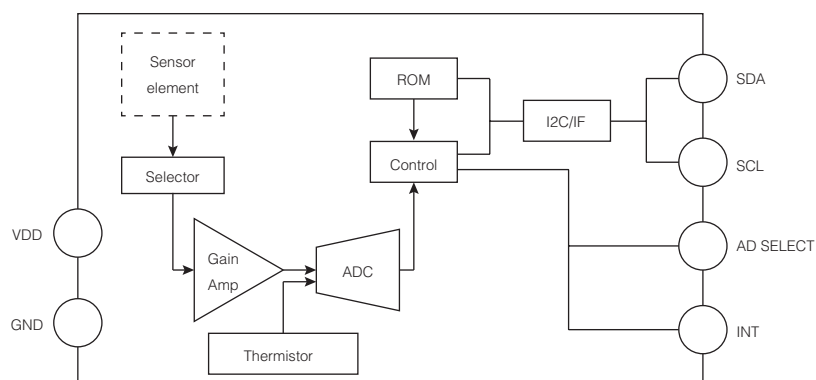 Sensor
element
ROM
SDA
I2C/IF
Selector
Control
SCL
VDD
Gain
Amp
ADC
AD SELECT
GND
INT
Thermistor